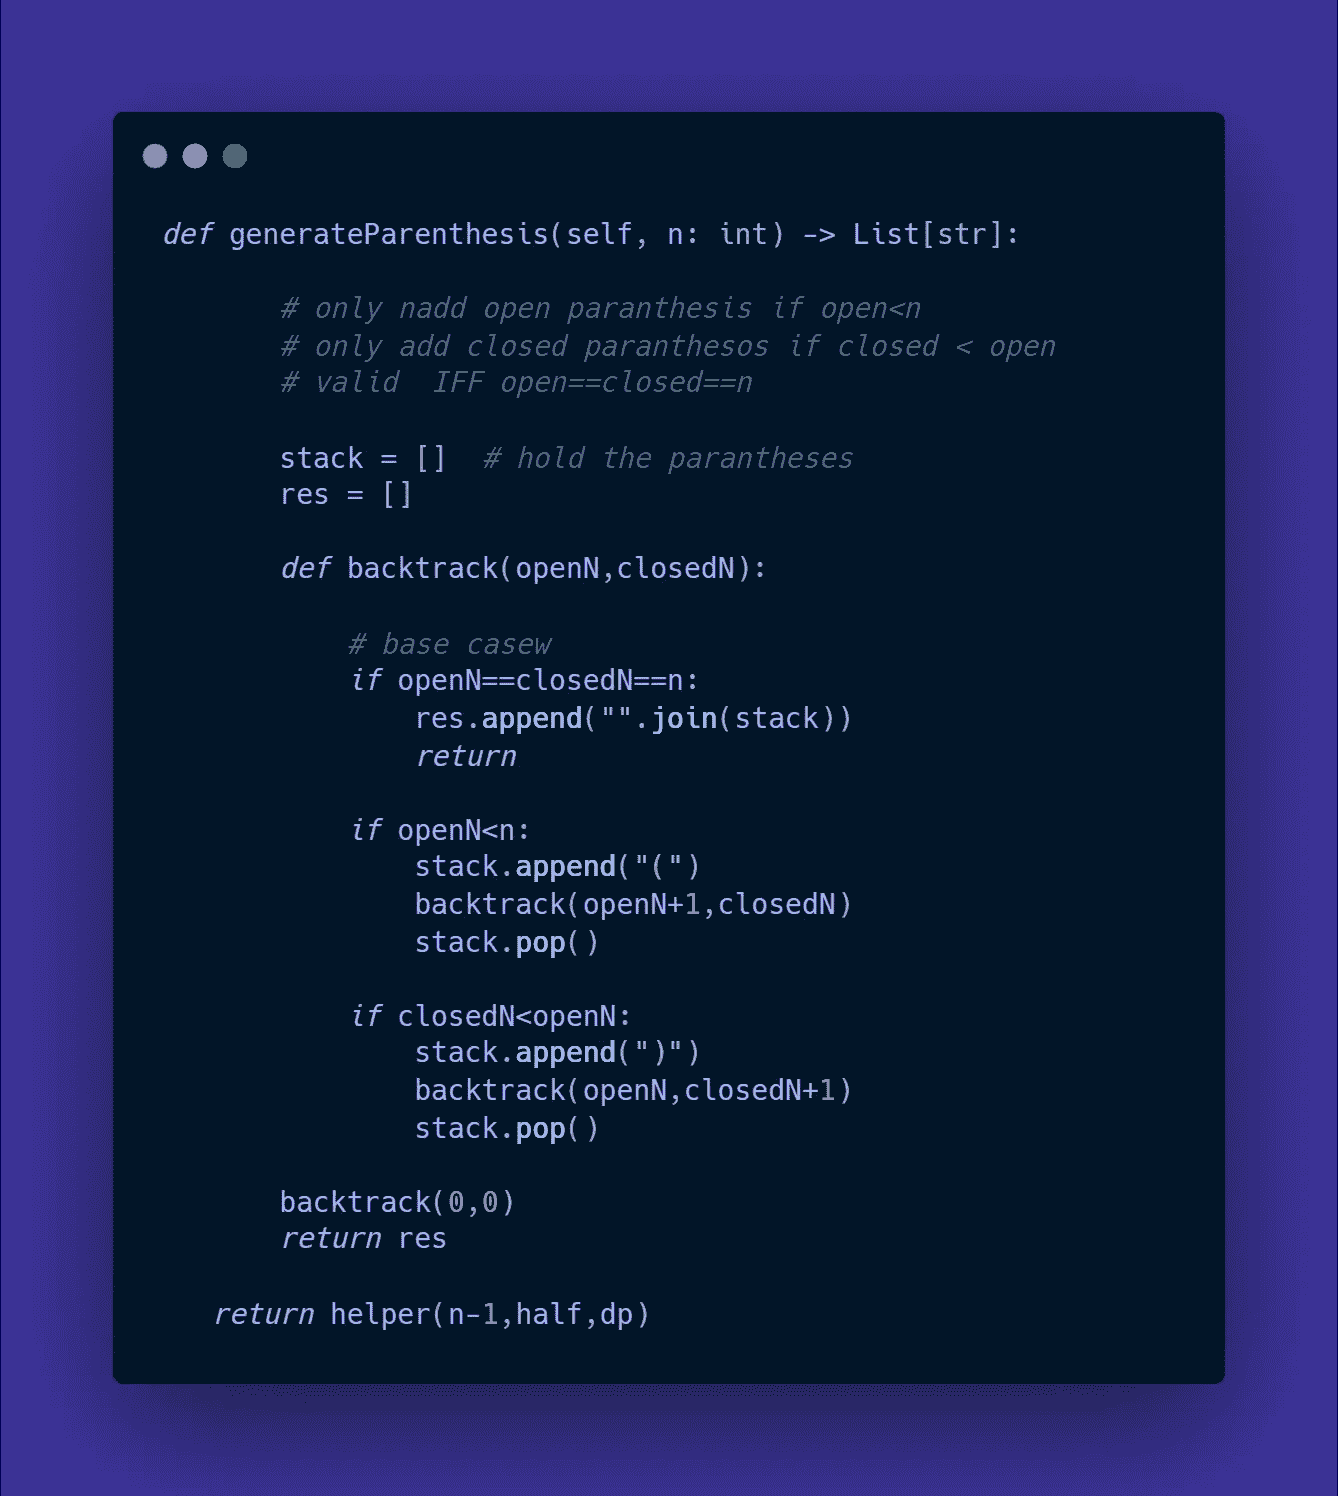 def generateParenthesis(self, n: int) -> List[str]:
# only nadd open paranthesis if open<n
# only add closed paranthesos if closed < open
# valid  IFF open==closed==n
stack = []  # hold the parantheses
res = []
def backtrack(openN,closedN):
# base casew
if openN==closedN==n:
res.append("".join(stack))
return
if openN<n:
stack.append("(")
backtrack(openN+1,closedN)
stack.pop()
if closedN<openN:
stack.append(")")
backtrack(openN,closedN+1)
stack.pop()
backtrack(0,0)
return res
return helper(n-1,half,dp)